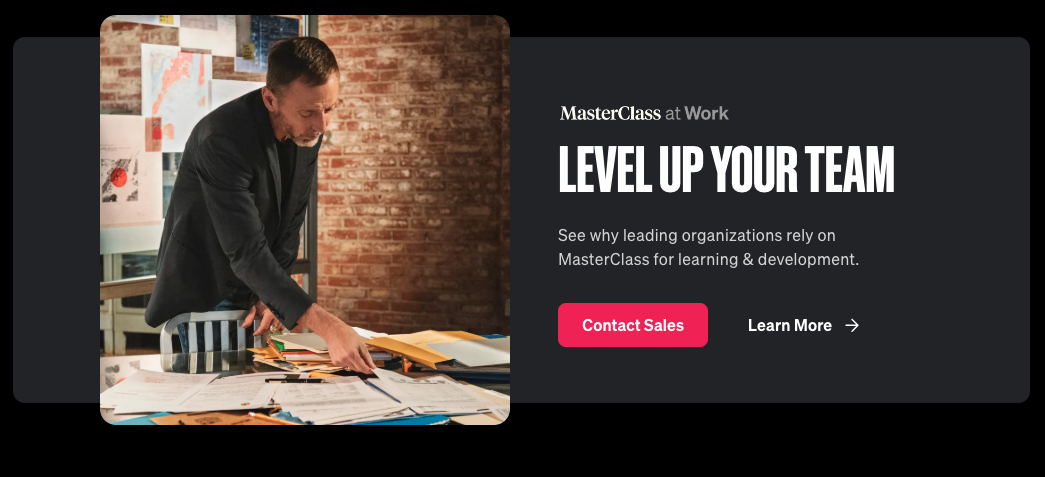 MasterClass at Work
LEVEL UP YOUR TEAM
See why leading organizations rely on
MasterClass for learning & development.
Contact Sales
Learn More →